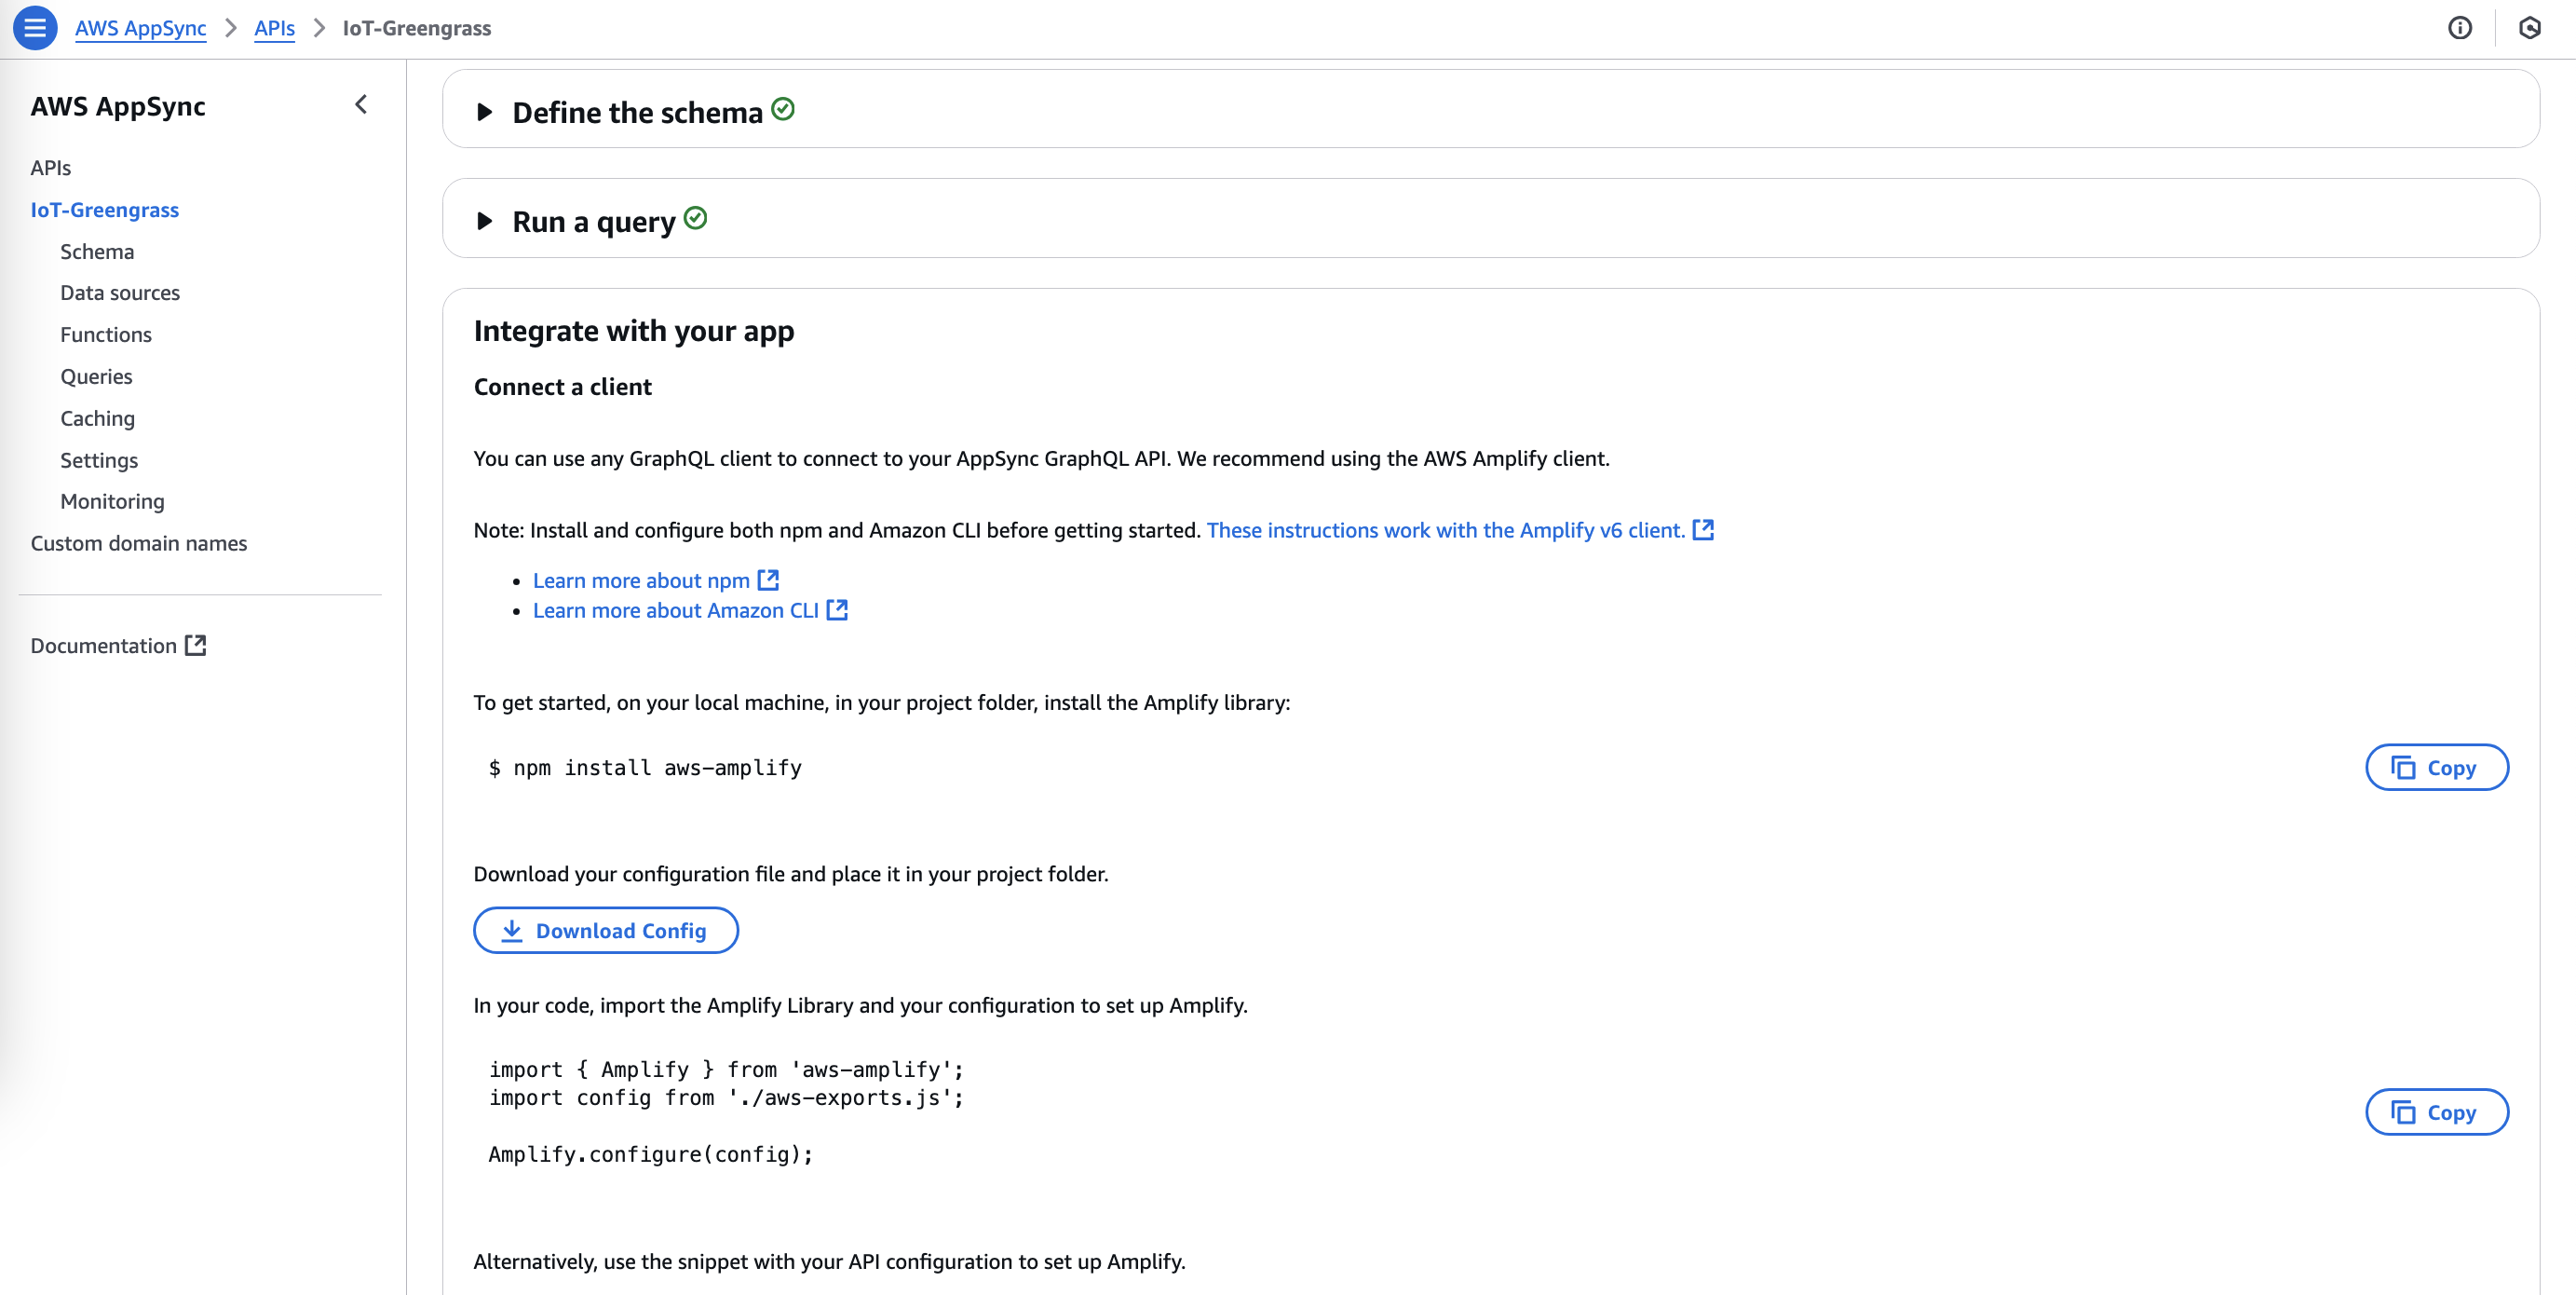 AWS AppSync > APIs > IoT-Greengrass
AWS AppSync
APIs
IoT-Greengrass
Schema
Data sources
Functions
Queries
Caching
Settings
Monitoring
Custom domain names
Documentation
Define the schema
Run a query
Integrate with your app
Connect a client
You can use any GraphQL client to connect to your AppSync GraphQL API. We recommend using the AWS Amplify client.
Note: Install and configure both npm and Amazon CLI before getting started. These instructions work with the Amplify v6 client.
• Learn more about npm
• Learn more about Amazon CLI
To get started, on your local machine, in your project folder, install the Amplify library:
$ npm install aws-amplify
Copy
Download your configuration file and place it in your project folder.
Download Config
In your code, import the Amplify Library and your configuration to set up Amplify.
import { Amplify } from 'aws-amplify';
import config from './aws-exports.js';
Copy
Amplify.configure(config);
Alternatively, use the snippet with your API configuration to set up Amplify.